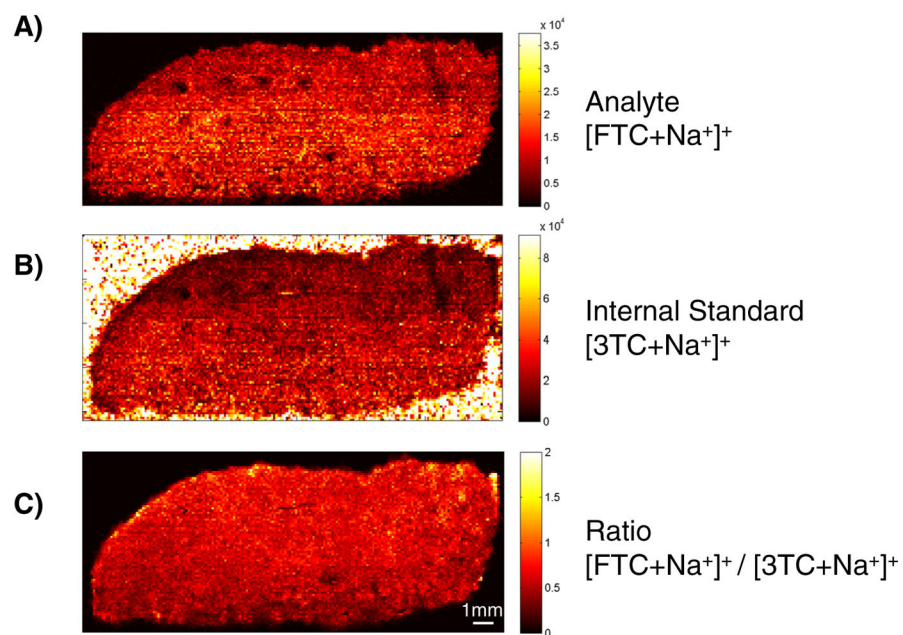 A)
x 10⁴
3.5
3
2.5
2
1.5
1
0.5
0
Analyte
[FTC+Na⁺]⁺
B)
x 10⁴
8
6
4
2
0
Internal Standard
[3TC+Na⁺]⁺
C)
2
1.5
1
0.5
0
Ratio
[FTC+Na⁺]⁺ / [3TC+Na⁺]⁺
1mm